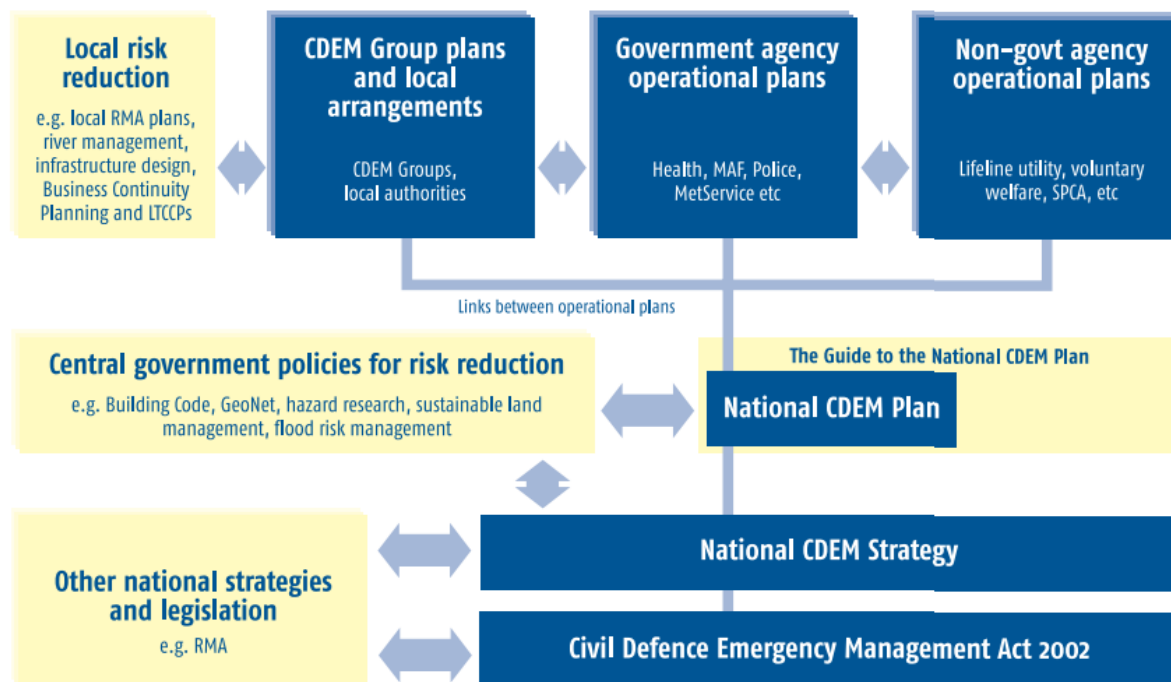 Local risk
reduction
e.g. local RMA plans,
river management,
infrastructure design,
Business Continuity
Planning and LTCCPs
CDEM Group plans
and local
arrangements
CDEM Groups,
local authorities
Government agency
operational plans
Health, MAF, Police,
MetService etc
Non-govt agency
operational plans
Lifeline utility, voluntary
welfare, SPCA, etc
Links between operational plans
Central government policies for risk reduction
e.g. Building Code, GeoNet, hazard research, sustainable land
management, flood risk management
The Guide to the National CDEM Plan
National CDEM Plan
Other national strategies
and legislation
e.g. RMA
National CDEM Strategy
Civil Defence Emergency Management Act 2002